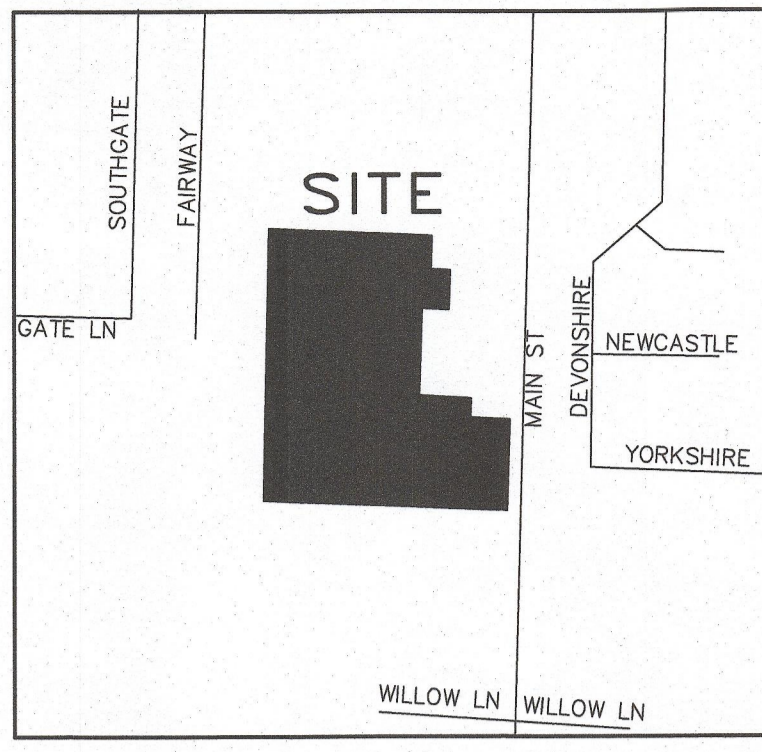 SOUTHGATE
FAIRWAY
SITE
GATE LN
MAIN ST
DEVONSHIRE
NEWCASTLE
YORKSHIRE
WILLOW LN
WILLOW LN